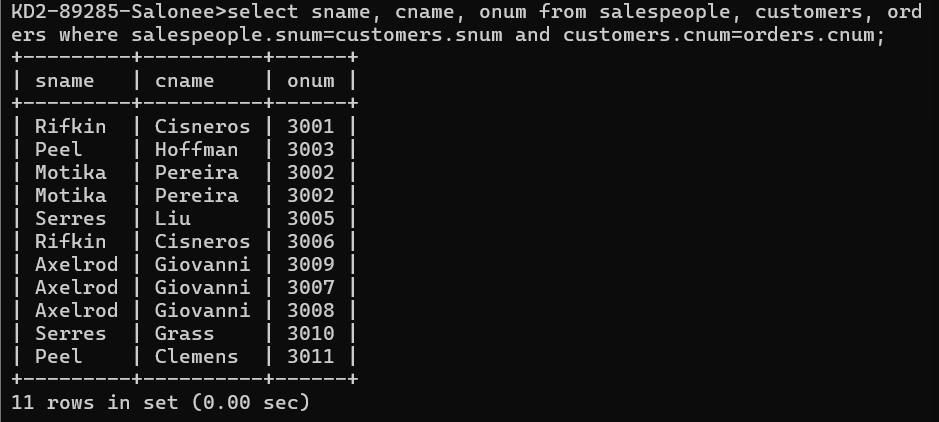 KD2-89285-Salonee>select sname, cname, onum from salespeople, customers, ord
ers where salespeople.snum=customers.snum and customers.cnum=orders.cnum;
+---------+----------+------+
| sname   | cname    | onum |
+---------+----------+------+
| Rifkin  | Cisneros | 3001 |
| Peel    | Hoffman  | 3003 |
| Motika  | Pereira  | 3002 |
| Motika  | Pereira  | 3002 |
| Serres  | Liu      | 3005 |
| Rifkin  | Cisneros | 3006 |
| Axelrod | Giovanni | 3009 |
| Axelrod | Giovanni | 3007 |
| Axelrod | Giovanni | 3008 |
| Serres  | Grass    | 3010 |
| Peel    | Clemens  | 3011 |
+---------+----------+------+
11 rows in set (0.00 sec)